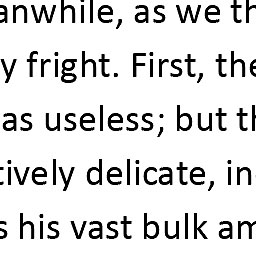 anwhile, as we th
y fright. First, the
as useless; but th
tively delicate, in
s his vast bulk am